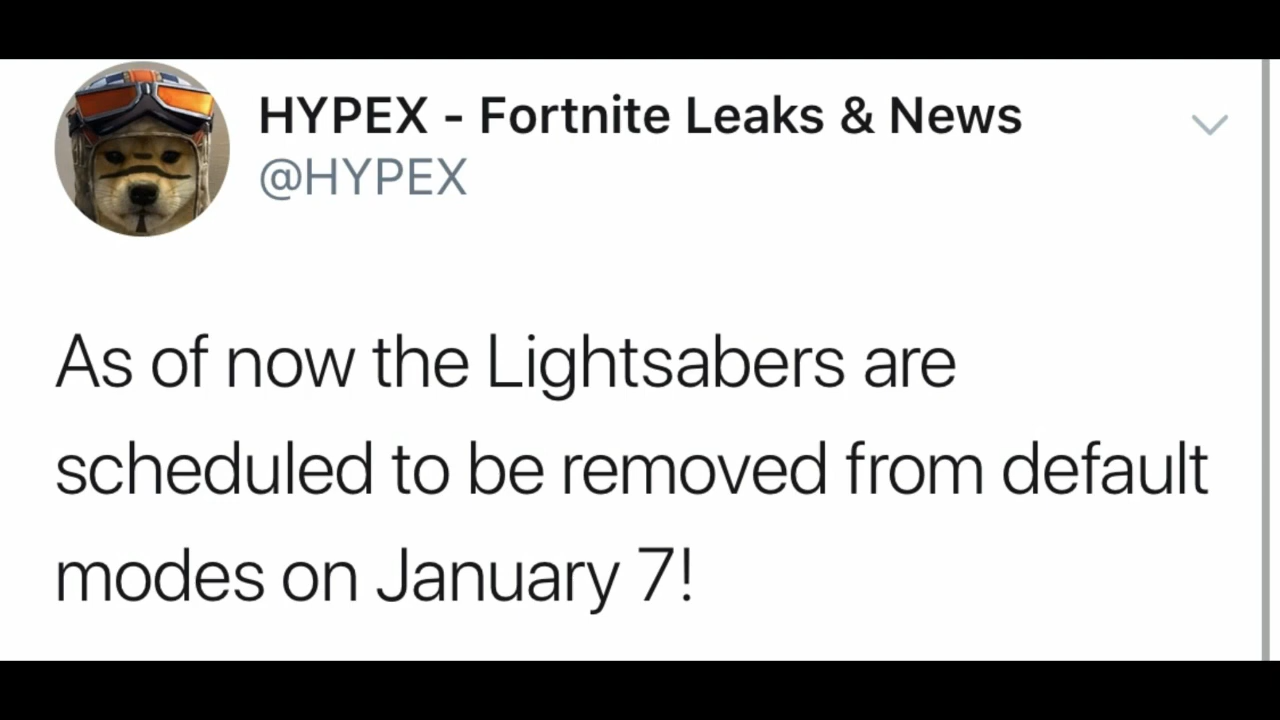 HYPEX - Fortnite Leaks & News
@HYPEX
As of now the Lightsabers are
scheduled to be removed from default
modes on January 7!